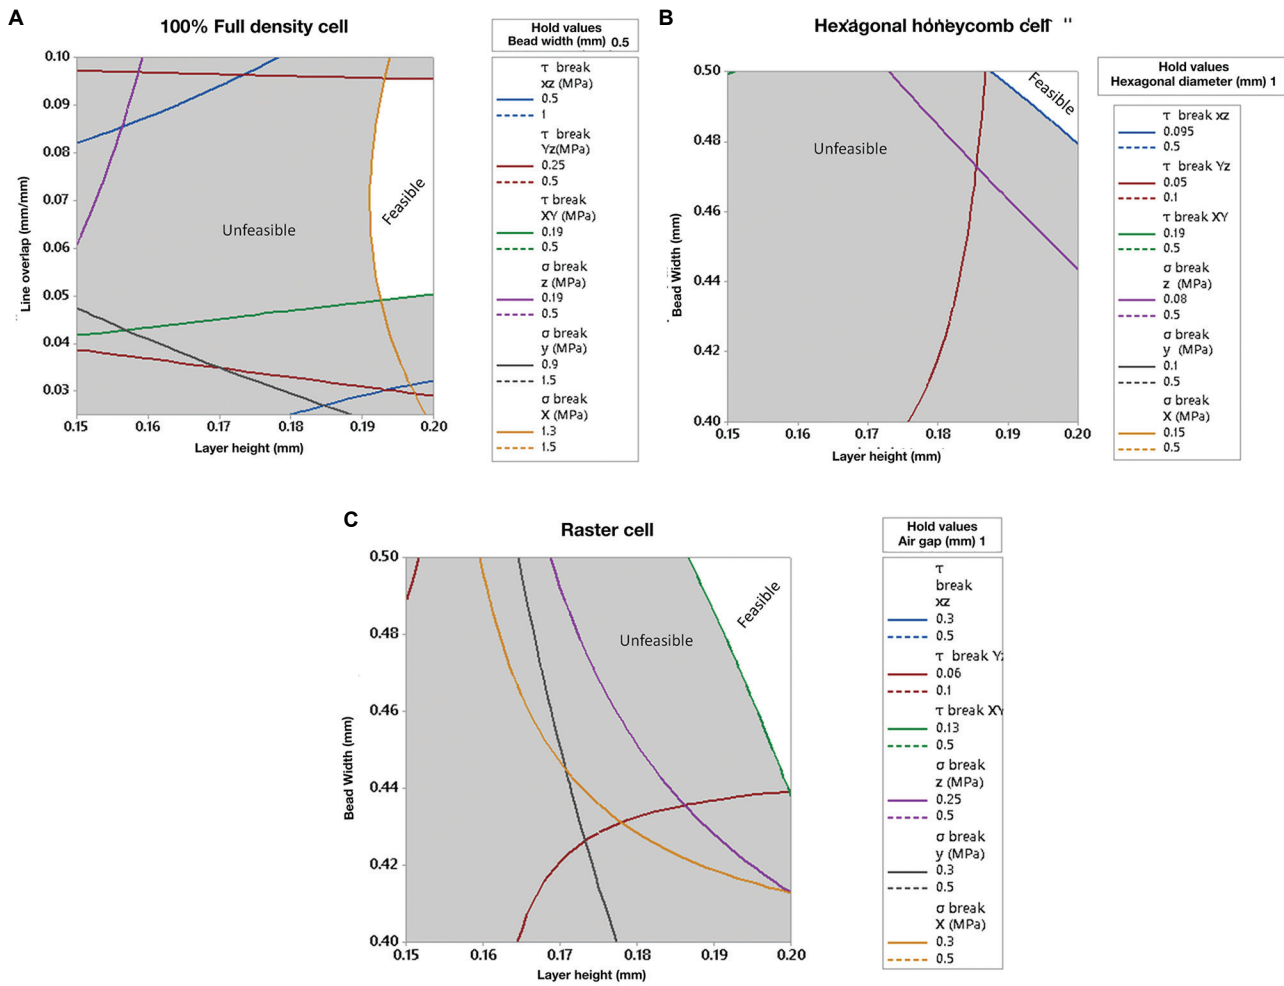 A
100% Full density cell
Hold values
Bead width (mm) 0.5
0.10
0.09
0.08
0.07
0.06
0.05
0.04
0.03
Line overlap (mm/mm)
Unfeasible
Feasible
0.15 0.16 0.17 0.18 0.19 0.20
Layer height (mm)
τ break
xz (MPa)
0.5
1
τ break
Yz(MPa)
0.25
0.5
τ break
XY (MPa)
0.19
0.5
σ break
z (MPa)
0.19
0.5
σ break
y (MPa)
0.9
1.5
σ break
X (MPa)
1.3
1.5
B
Hexagonal honeycomb cell
Hold values
Hexagonal diameter (mm) 1
0.50
0.48
0.46
0.44
0.42
0.40
Bead Width (mm)
Unfeasible
Feasible
0.15 0.16 0.17 0.18 0.19 0.20
Layer height (mm)
τ break xz
0.095
0.5
τ break Yz
0.05
0.1
τ break XY
0.19
0.5
σ break
z (MPa)
0.08
0.5
σ break
y (MPa)
0.1
0.5
σ break
X (MPa)
0.15
0.5
C
Raster cell
Hold values
Air gap (mm) 1
0.50
0.48
0.46
0.44
0.42
0.40
Bead Width (mm)
Unfeasible
Feasible
0.15 0.16 0.17 0.18 0.19 0.20
Layer height (mm)
τ
break
xz
0.3
0.5
τ break Yz
0.06
0.1
τ break XY
0.13
0.5
σ break
z (MPa)
0.25
0.5
σ break
y (MPa)
0.3
0.5
σ break
X (MPa)
0.3
0.5